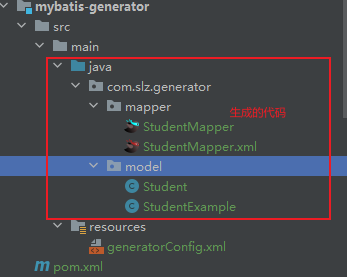 mybatis-generator
src
main
java
com.slz.generator
mapper
生成的代码
StudentMapper
StudentMapper.xml
model
Student
StudentExample
resources
generatorConfig.xml
pom.xml